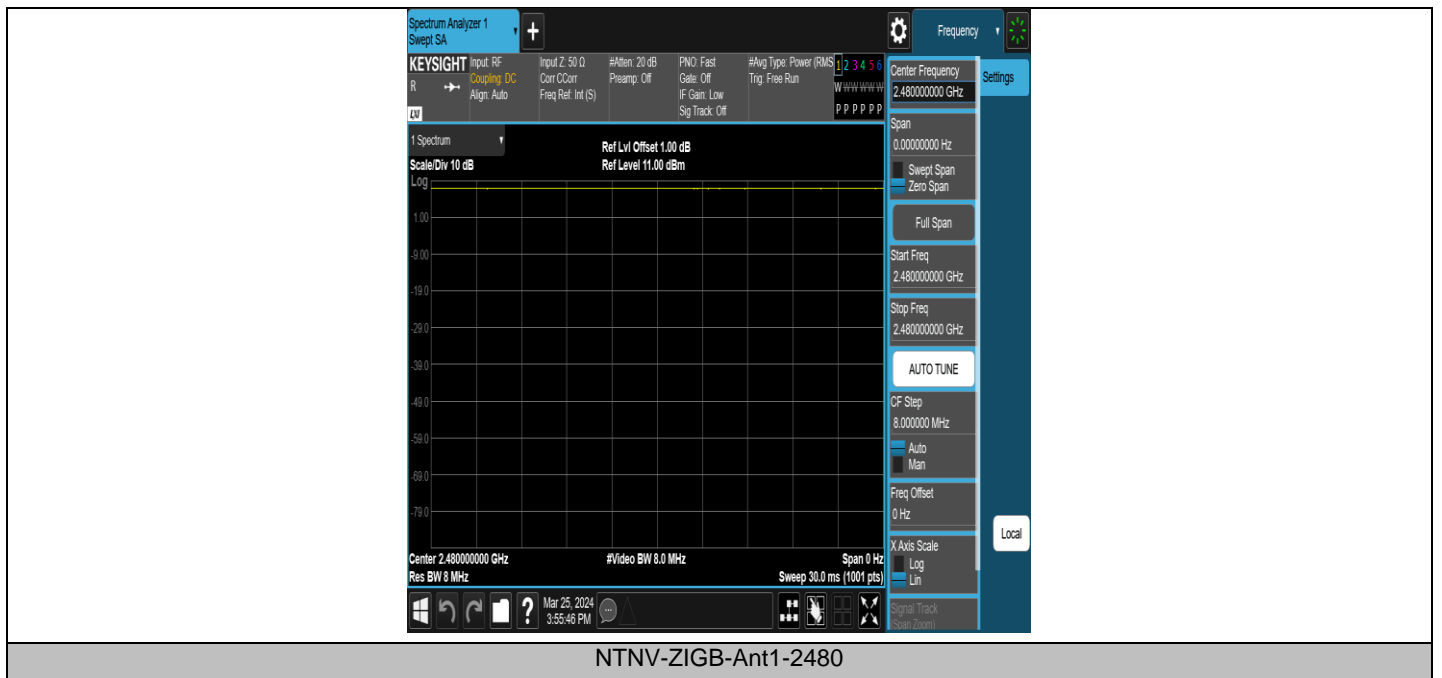 Spectrum Analyzer 1
Swept SA
+
Frequency
KEYSIGHT
R
LXI
Input: RF
Coupling: DC
Align: Auto
Input Z: 50 Ω
Corr CCorr
Freq Ref: Int (S)
#Atten: 20 dB
Preamp: Off
PNO: Fast
Gate: Off
IF Gain: Low
Sig Track: Off
#Avg Type: Power (RMS
Trig: Free Run
1 2 3 4 5 6
W W W W W W
P P P P P P
1 Spectrum
Scale/Div 10 dB
Ref Lvl Offset 1.00 dB
Ref Level 11.00 dBm
Log
1.00
-9.00
-19.0
-29.0
-39.0
-49.0
-59.0
-69.0
-79.0
Center 2.480000000 GHz
#Video BW 8.0 MHz
Span 0 Hz
Res BW 8 MHz
Sweep 30.0 ms (1001 pts)
Center Frequency
2.480000000 GHz
Settings
Span
0.00000000 Hz
Swept Span
Zero Span
Full Span
Start Freq
2.480000000 GHz
Stop Freq
2.480000000 GHz
AUTO TUNE
CF Step
8.000000 MHz
Auto
Man
Freq Offset
0 Hz
X Axis Scale
Log
Lin
Signal Track
(Span Zoom)
Local
?
Mar 25, 2024
3:55:46 PM
NTNV-ZIGB-Ant1-2480